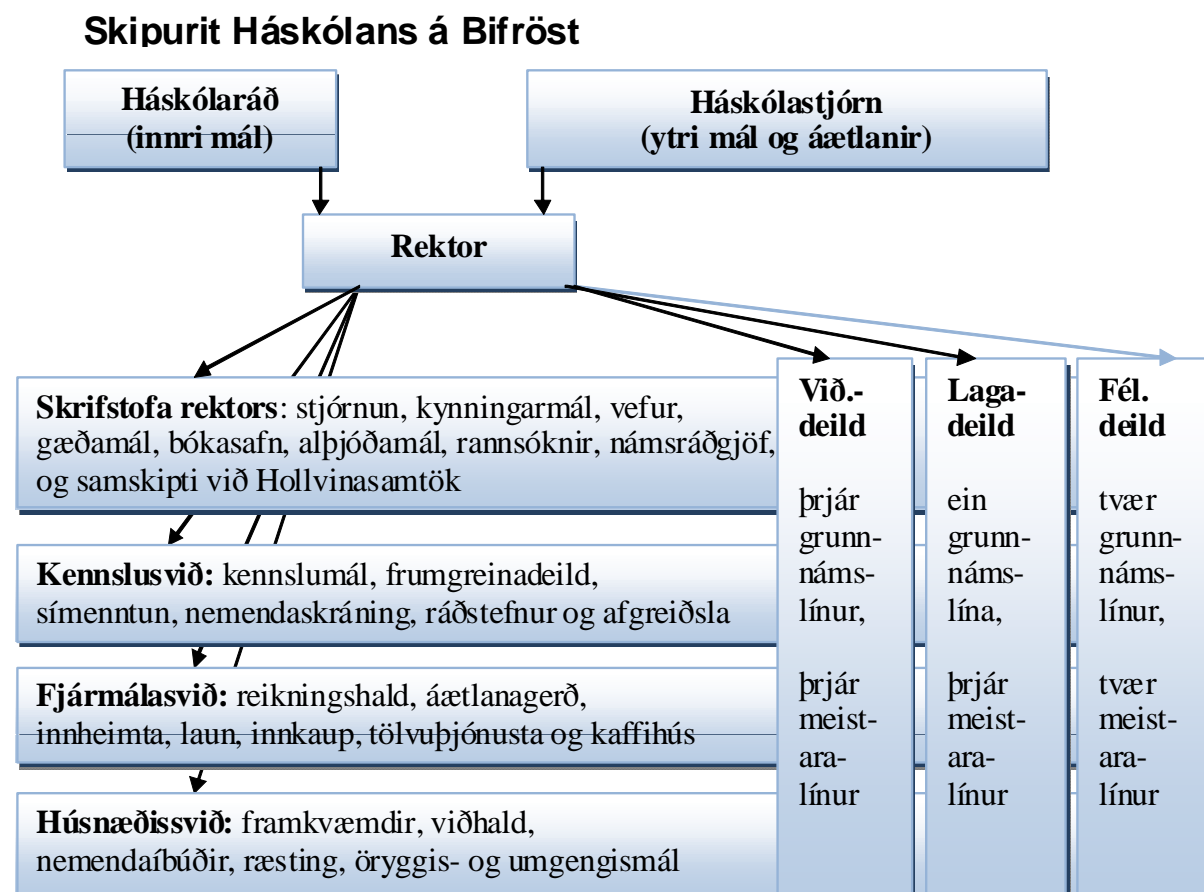 Skipurit Háskólans á Bifröst
Háskólaráð
(innri mál)
Háskólastjórn
(ytri mál og áætlanir)
Rektor
Skrifstofa rektors: stjórnun, kynningarmál, vefur,
gæðamál, bókasafn, alþjóðamál, rannsóknir, námsráðgjöf,
og samskipti við Hollvinasamtök
Kennslusvið: kennslumál, frumgreinadeild,
símenntun, nemendaskráning, ráðstefnur og afgreiðsla
Fjármálasvið: reikningshald, áætlanagerð,
innheimta, laun, innkaup, tölvuþjónusta og kaffihús
Húsnæðissvið: framkvæmdir, viðhald,
nemendaíbúðir, ræsting, öryggis- og umgengismál
Við.-
deild
þrjár
grunn-
náms-
línur,
þrjár
meist-
ara-
línur
Laga-
deild
ein
grunn-
náms-
lína,
þrjár
meist-
ara-
línur
Fél.
deild
tvær
grunn-
náms-
línur,
tvær
meist-
ara-
línur